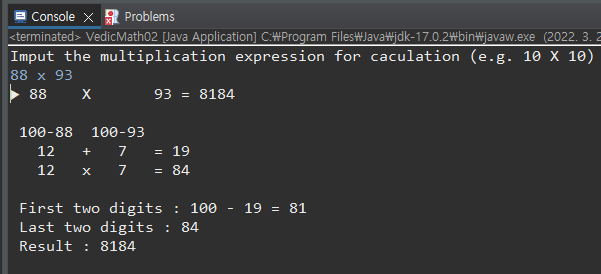 Console Problems
<terminated> VedicMath02 [Java Application] C:₩Program Files₩Java₩jdk-17.0.2₩bin₩javaw.exe (2022. 3. 2
Imput the multiplication expression for caculation (e.g. 10 X 10)
88 x 93
88 X 93 = 8184
100-88 100-93
12 + 7 = 19
12 x 7 = 84
First two digits : 100 - 19 = 81
Last two digits : 84
Result : 8184